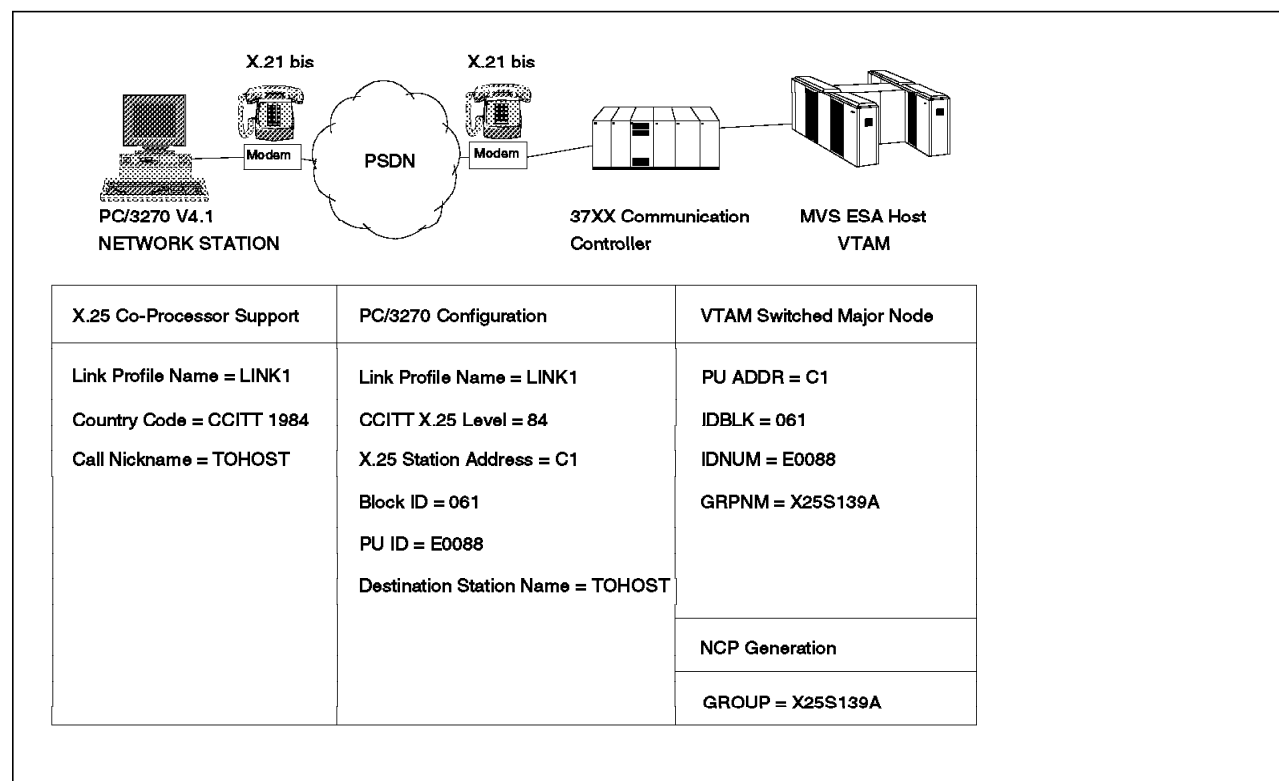 X.21 bis
X.21 bis
Modem
PSDN
Modem
PC/3270 V4.1
NETWORK STATION
37XX Communication
Controller
MVS ESA Host
VTAM
X.25 Co-Processor Support
Link Profile Name = LINK1
Country Code = CCITT 1984
Call Nickname = TOHOST
PC/3270 Configuration
Link Profile Name = LINK1
CCITT X.25 Level = 84
X.25 Station Address = C1
Block ID = 061
PU ID = E0088
Destination Station Name = TOHOST
VTAM Switched Major Node
PU ADDR = C1
IDBLK = 061
IDNUM = E0088
GRPNM = X25S139A
NCP Generation
GROUP = X25S139A